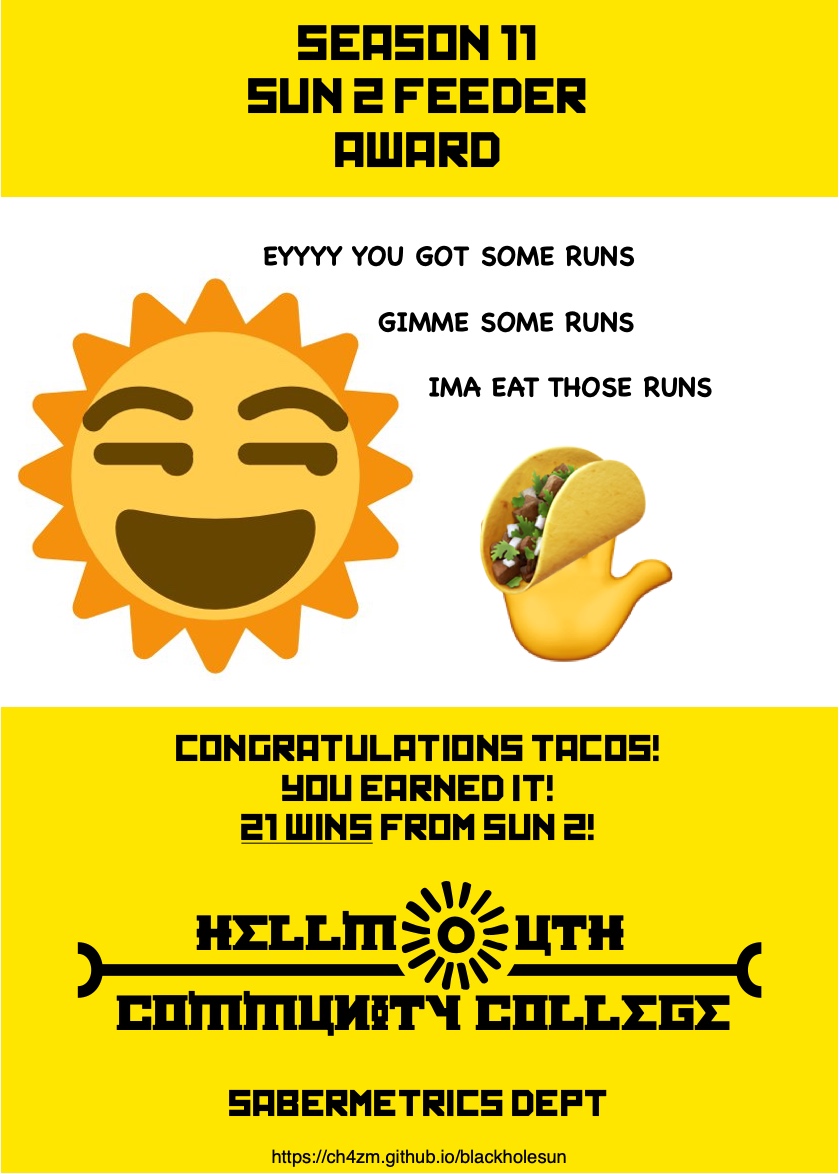 SEASON 11
SUN 2 FEEDER
AWARD
EYYYY YOU GOT SOME RUNS
GIMME SOME RUNS
IMA EAT THOSE RUNS
CONGRATULATIONS TACOS!
YOU EARNED IT!
21 WINS FROM SUN 2!
HELLMOUTH
COMMUNITY COLLEGE
SABERMETRICS DEPT
https://ch4zm.github.io/blackholesun